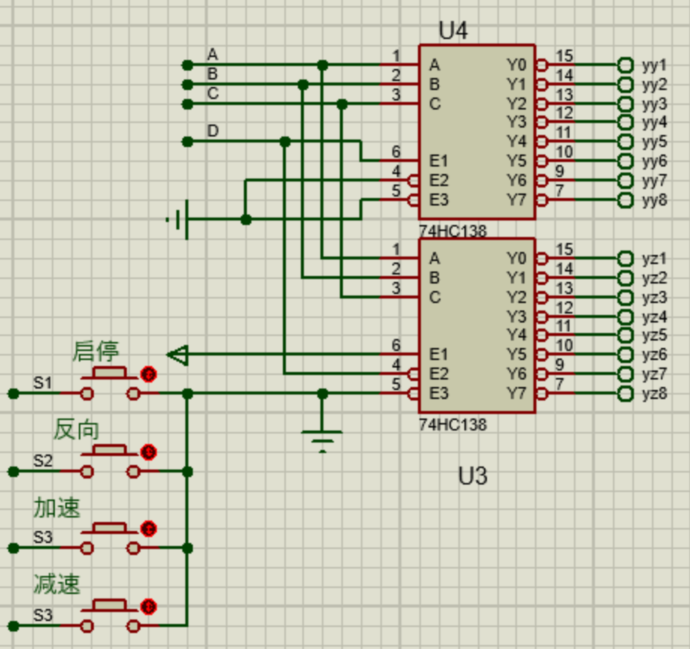 U4
A
B
C
D
1 A Y0 15 yy1
2 B Y1 14 yy2
3 C Y2 13 yy3
Y3 12 yy4
Y4 11 yy5
6 E1 Y5 10 yy6
4 E2 Y6 9 yy7
5 E3 Y7 7 yy8
74HC138
1 A Y0 15 yz1
2 B Y1 14 yz2
3 C Y2 13 yz3
Y3 12 yz4
Y4 11 yz5
6 E1 Y5 10 yz6
4 E2 Y6 9 yz7
5 E3 Y7 7 yz8
74HC138
U3
启停
S1
反向
S2
加速
S3
减速
S3